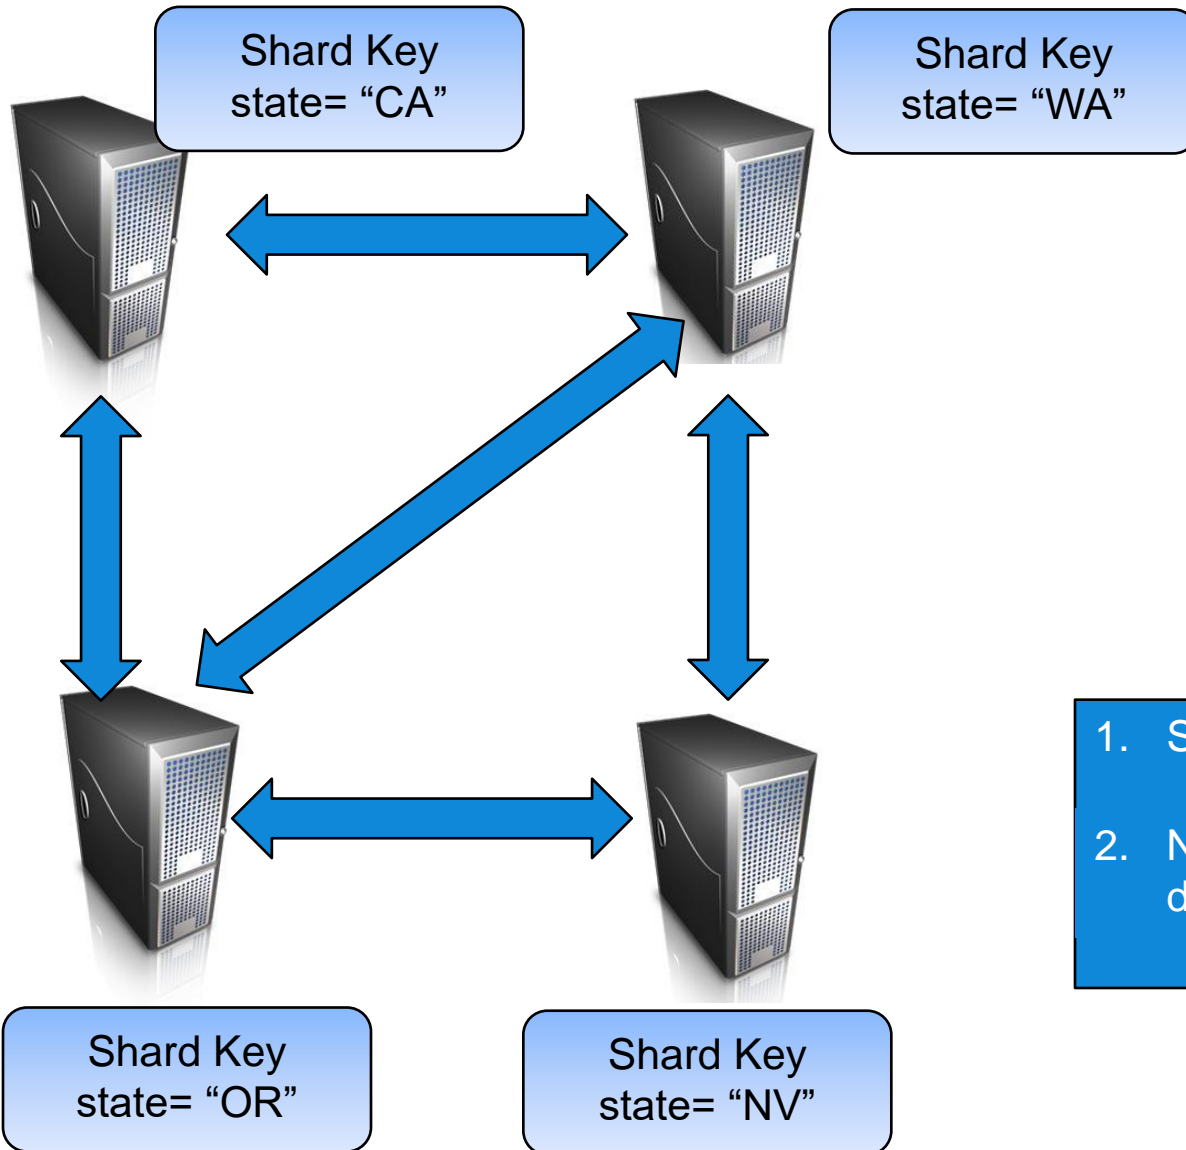 Shard Key
state= “CA”
Shard Key
state= “WA”
1.
2.
Shard Key
state= “OR”
Shard Key
state= “NV”